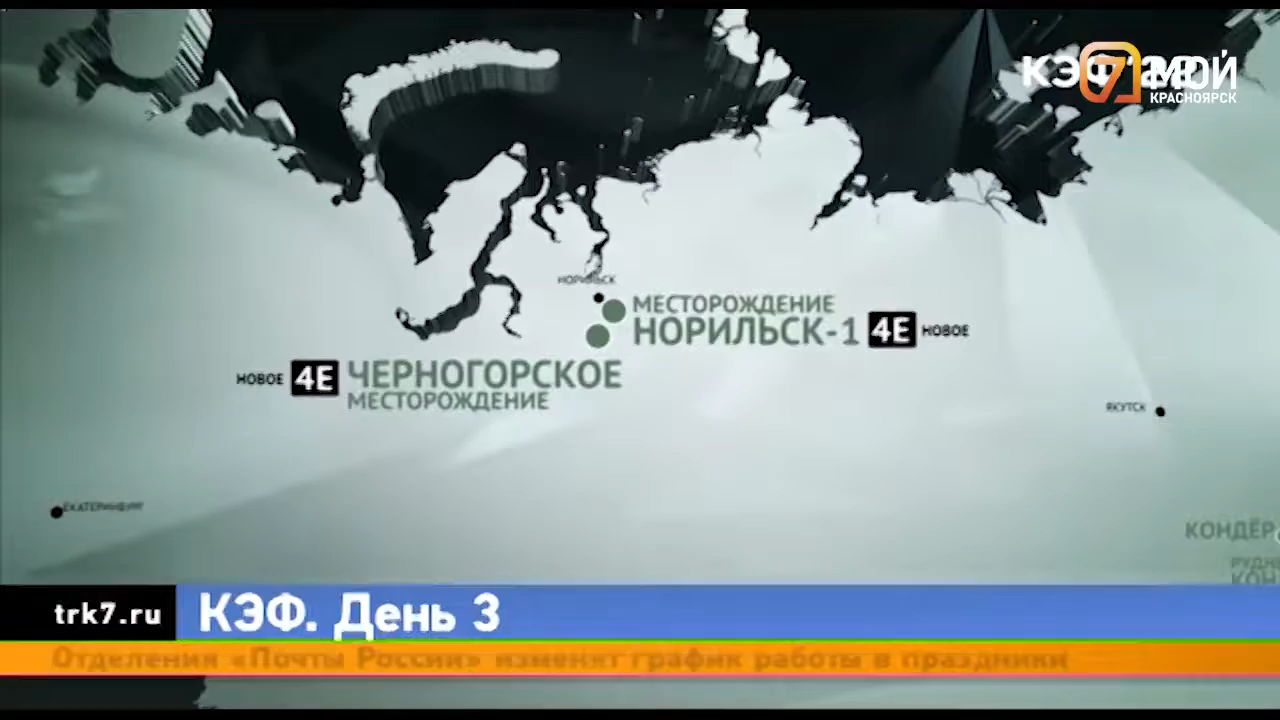 МОЙ
КРАСНОЯРСК
НОРИЛЬСК
МЕСТОРОЖДЕНИЕ
НОРИЛЬСК-1 4Е НОВОЕ
НОВОЕ 4Е ЧЕРНОГОРСКОЕ
МЕСТОРОЖДЕНИЕ
ЯКУТСК
ЕКАТЕРИНБУРГ
КОНДЁР
trk7.ru КЭФ. День 3
Отделения «Почты России» изменят график работы в праздники